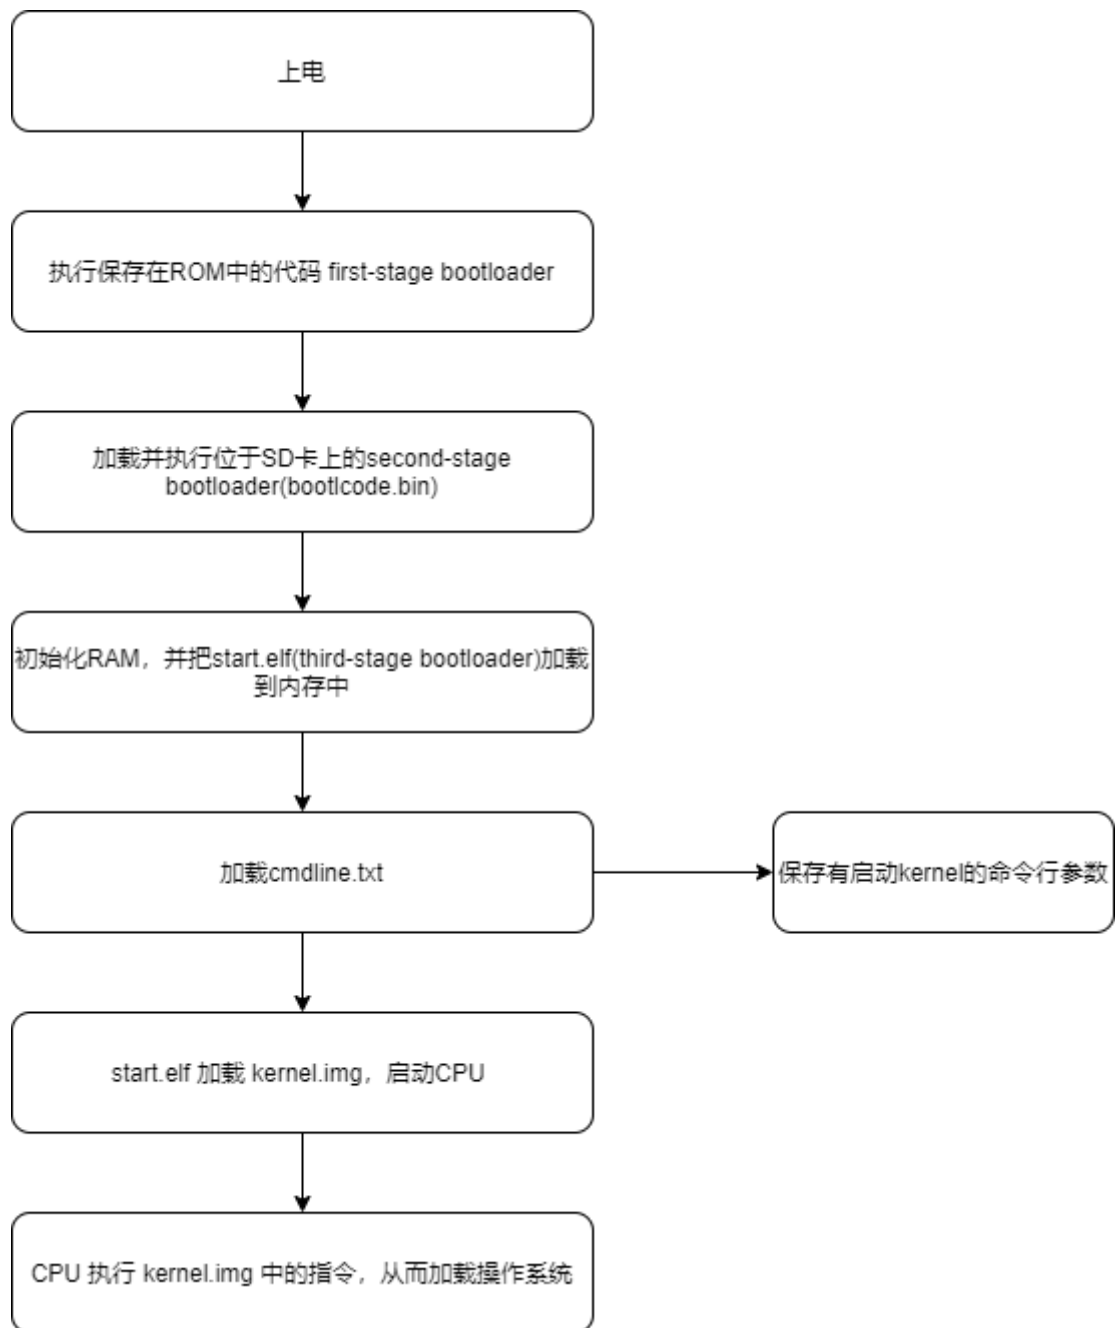 上电
执行保存在ROM中的代码 first-stage bootloader
加载并执行位于SD卡上的second-stage
bootloader(bootlcode.bin)
初始化RAM，并把start.elf(third-stage bootloader)加载
到内存中
加载cmdline.txt
保存有启动kernel的命令行参数
start.elf 加载 kernel.img，启动CPU
CPU 执行 kernel.img 中的指令，从而加载操作系统